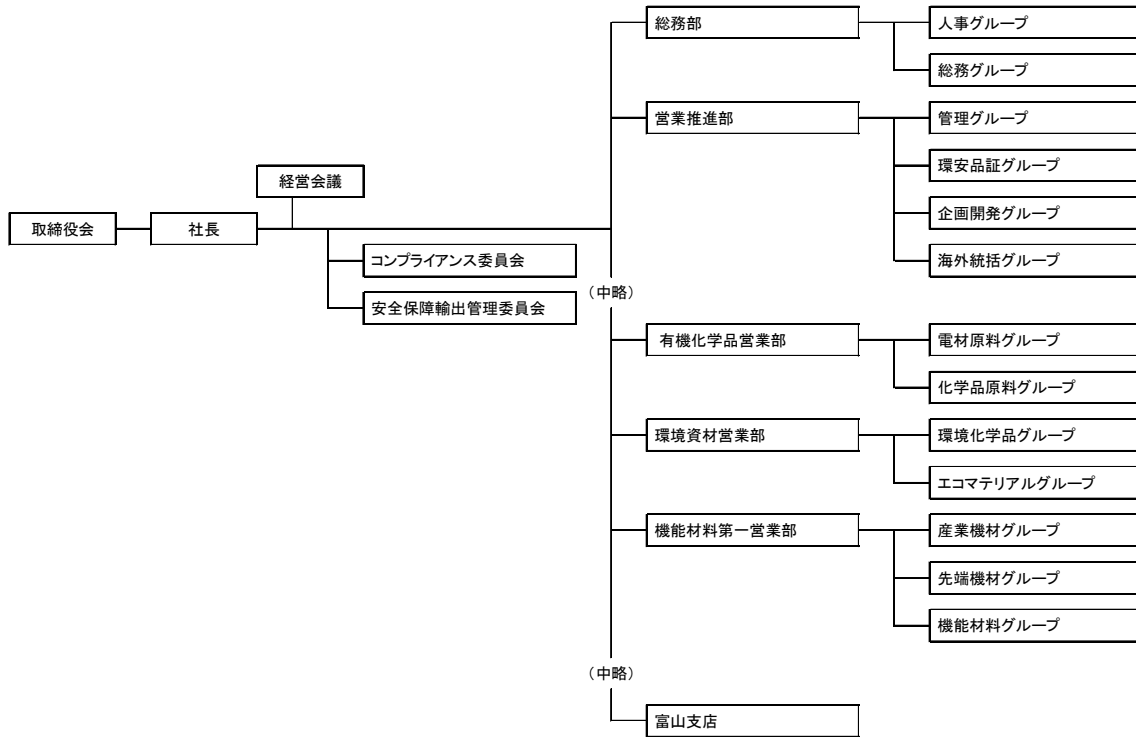 総務部
人事グループ
総務グループ
営業推進部
管理グループ
環安品証グループ
企画開発グループ
海外統括グループ
経営会議
取締役会
社長
コンプライアンス委員会
安全保障輸出管理委員会
（中略）
有機化学品営業部
電材原料グループ
化学品原料グループ
環境資材営業部
環境化学品グループ
エコマテリアルグループ
機能材料第一営業部
産業機材グループ
先端機材グループ
機能材料グループ
（中略）
富山支店